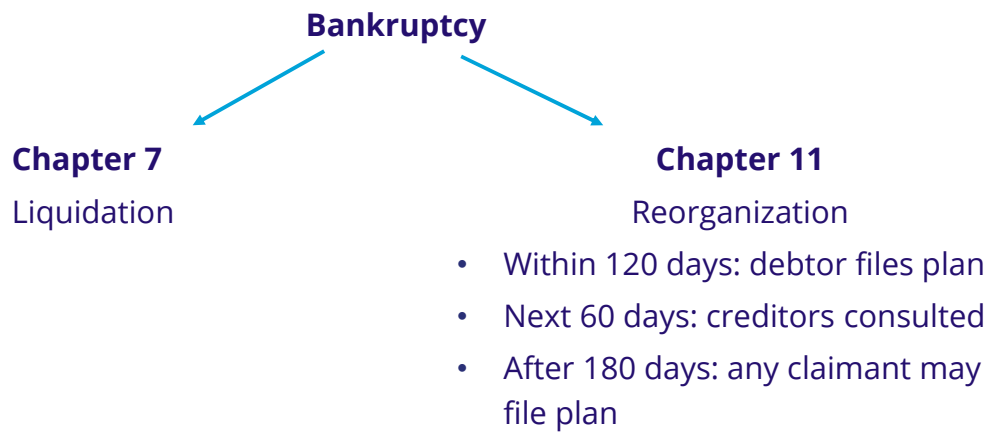 Bankruptcy
Chapter 7
Liquidation
Chapter 11
Reorganization
• Within 120 days: debtor files plan
• Next 60 days: creditors consulted
• After 180 days: any claimant may
file plan